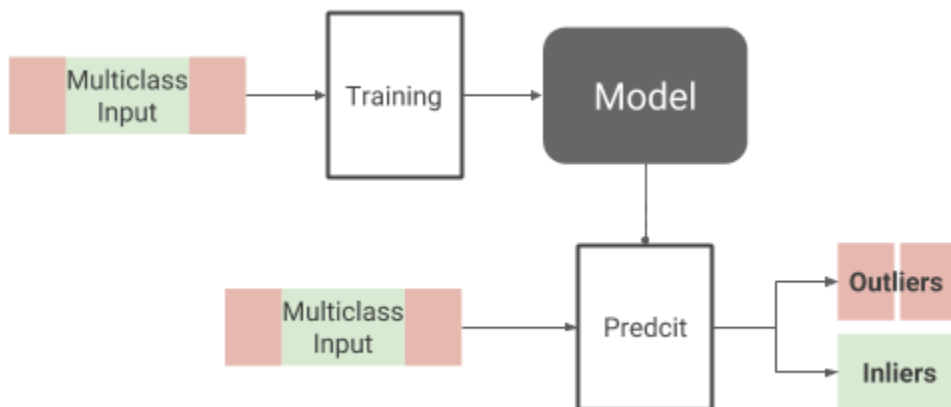 Multiclass
Input
Training
Model
Multiclass
Input
Predcit
Outliers
Inliers